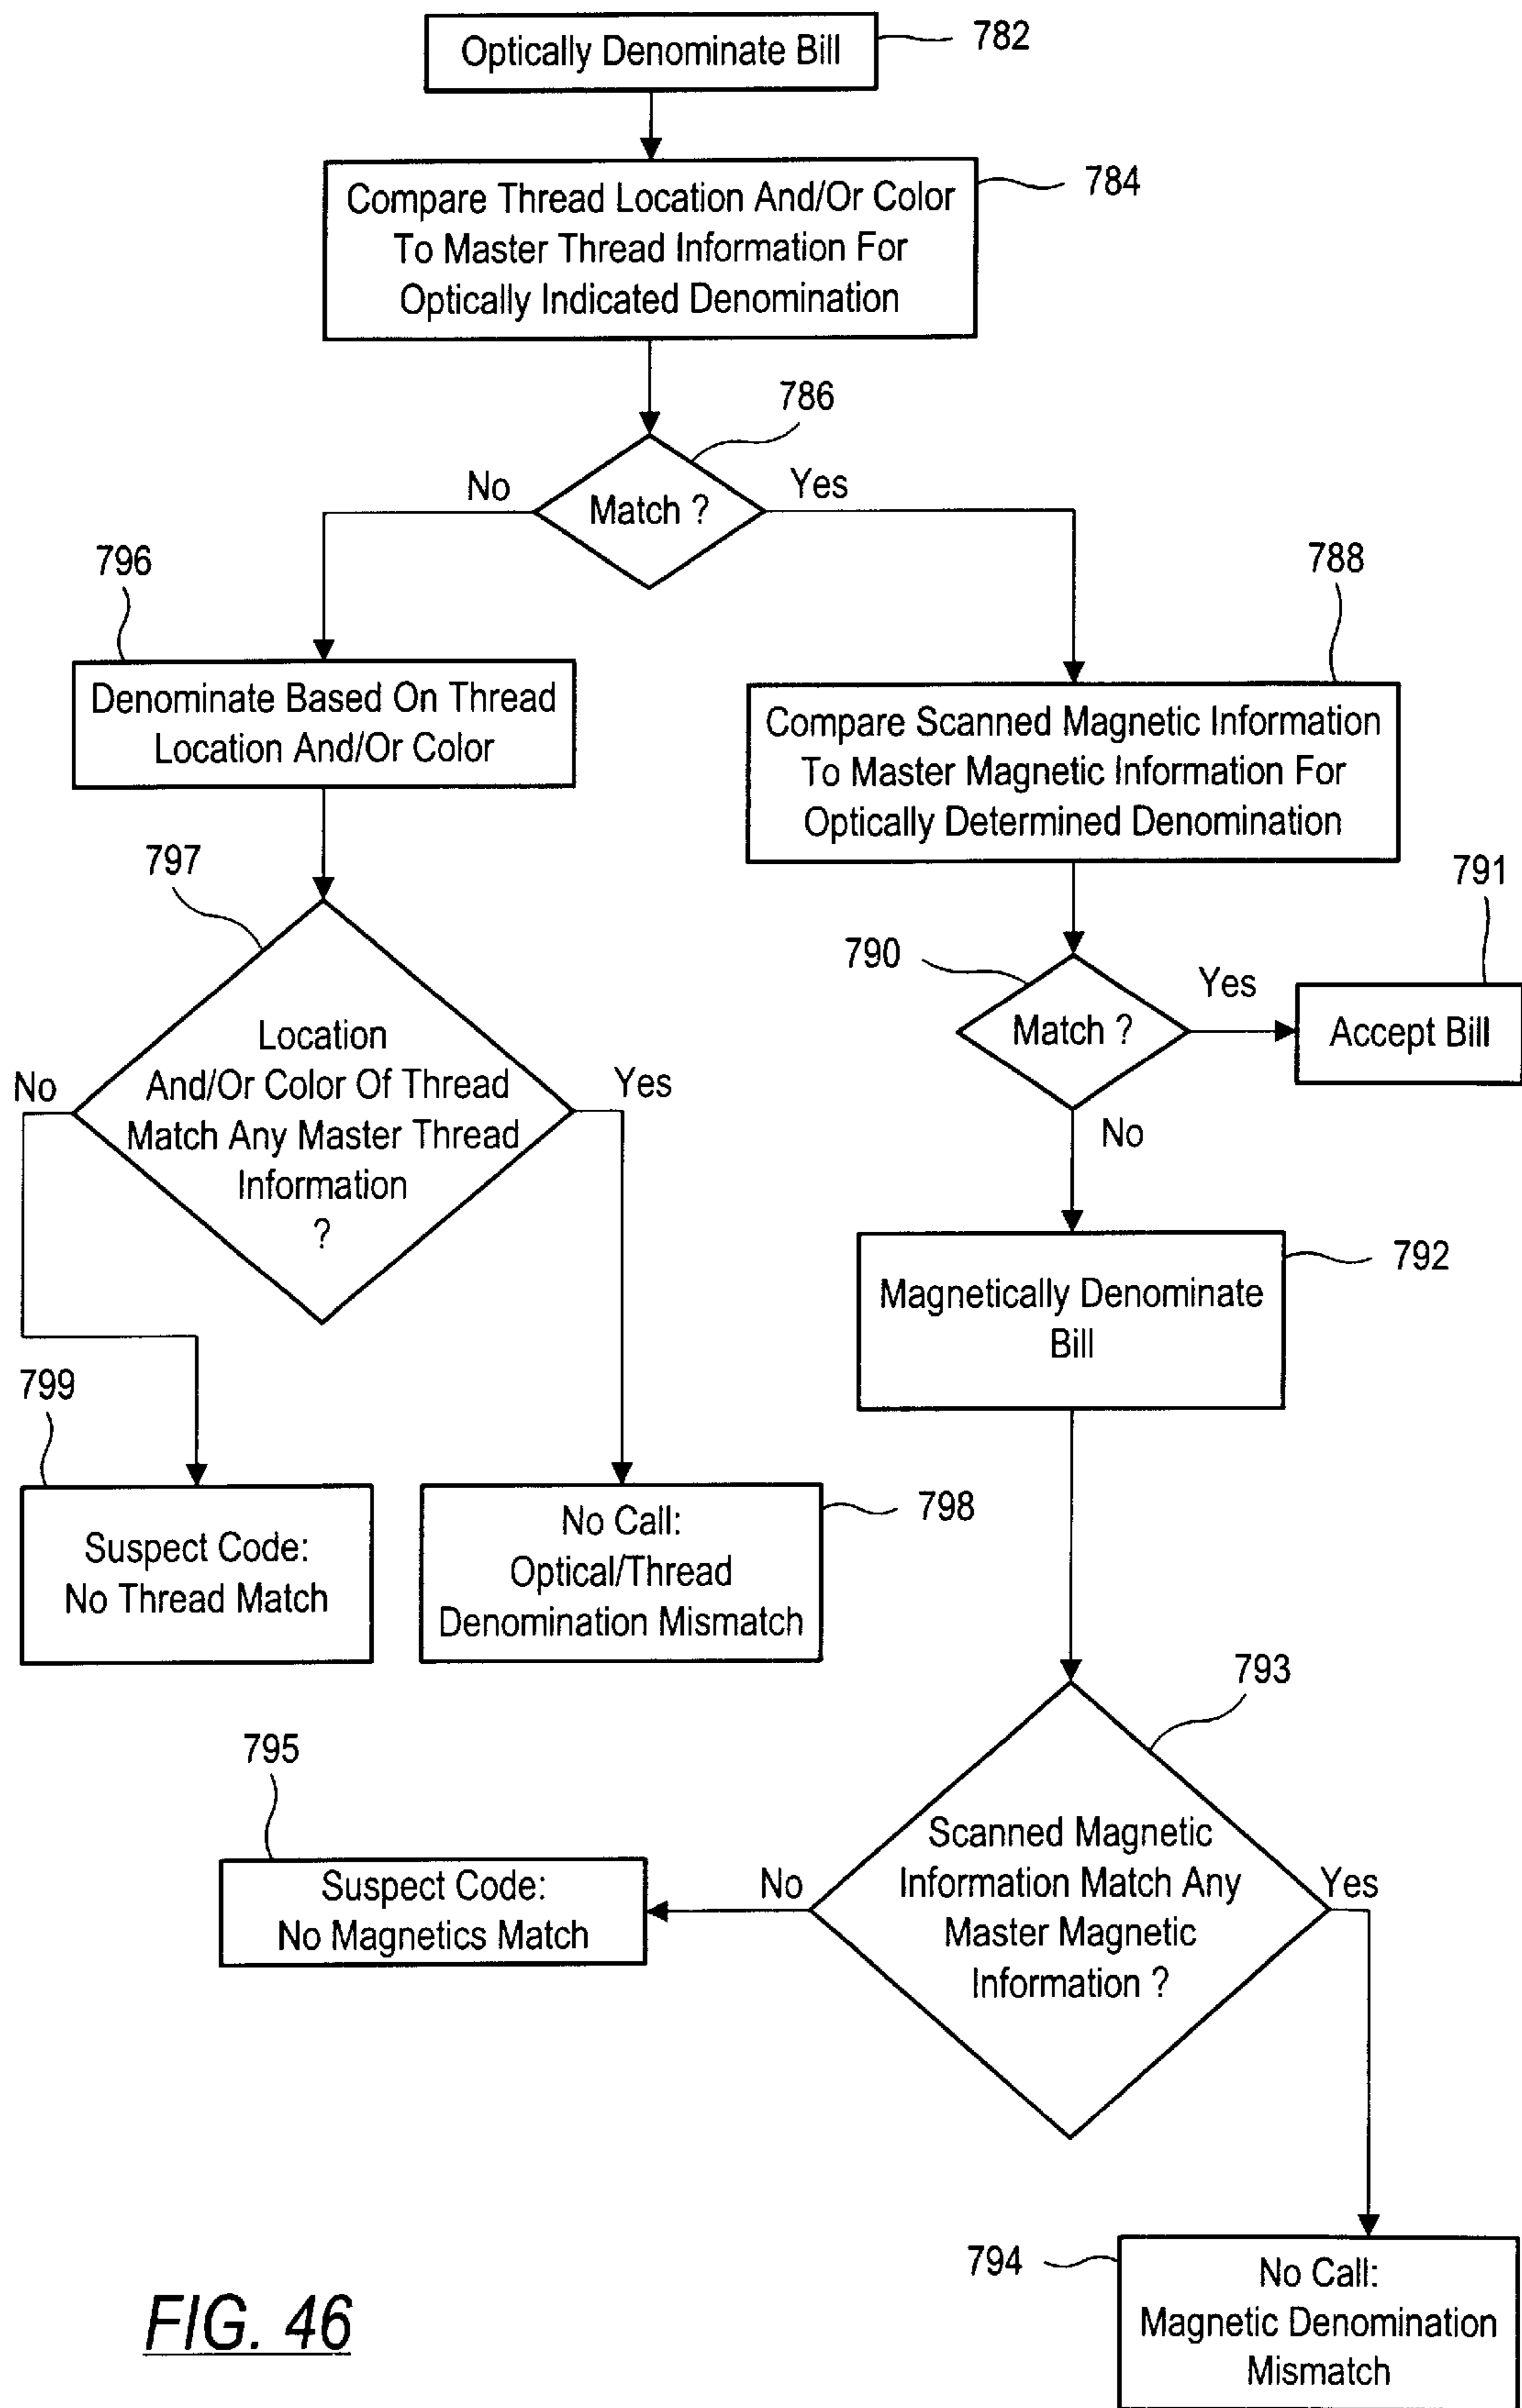 Optically Denominate Bill
782
Compare Thread Location And/Or Color
To Master Thread Information For
Optically Indicated Denomination
784
786
Match ?
No
Yes
796
Denominate Based On Thread
Location And/Or Color
788
Compare Scanned Magnetic Information
To Master Magnetic Information For
Optically Determined Denomination
797
Location
And/Or Color Of Thread
Match Any Master Thread
Information
?
No
Yes
790
Match ?
Yes
No
791
Accept Bill
792
Magnetically Denominate
Bill
799
Suspect Code:
No Thread Match
798
No Call:
Optical/Thread
Denomination Mismatch
793
Scanned Magnetic
Information Match Any
Master Magnetic
Information ?
No
Yes
795
Suspect Code:
No Magnetics Match
794
No Call:
Magnetic Denomination
Mismatch
FIG. 46